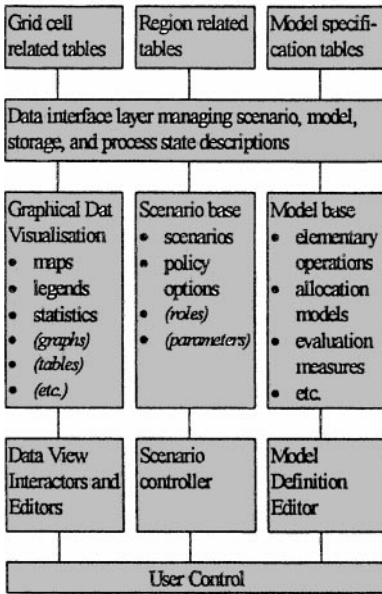 Grid cell
related tables
Region related
tables
Model specifi-
cation tables
Data interface layer managing scenario, model,
storage, and process state descriptions
Graphical Dat
Visualisation
• maps
• legends
• statistics
• (graphs)
• (tables)
• (etc.)
Scenario base
• scenarios
• policy
options
• (roles)
• (parameters)
Model base
• elementary
operations
• allocation
models
• evaluation
measures
• etc.
Data View
Interactors and
Editors
Scenario
controller
Model
Definition
Editor
User Control